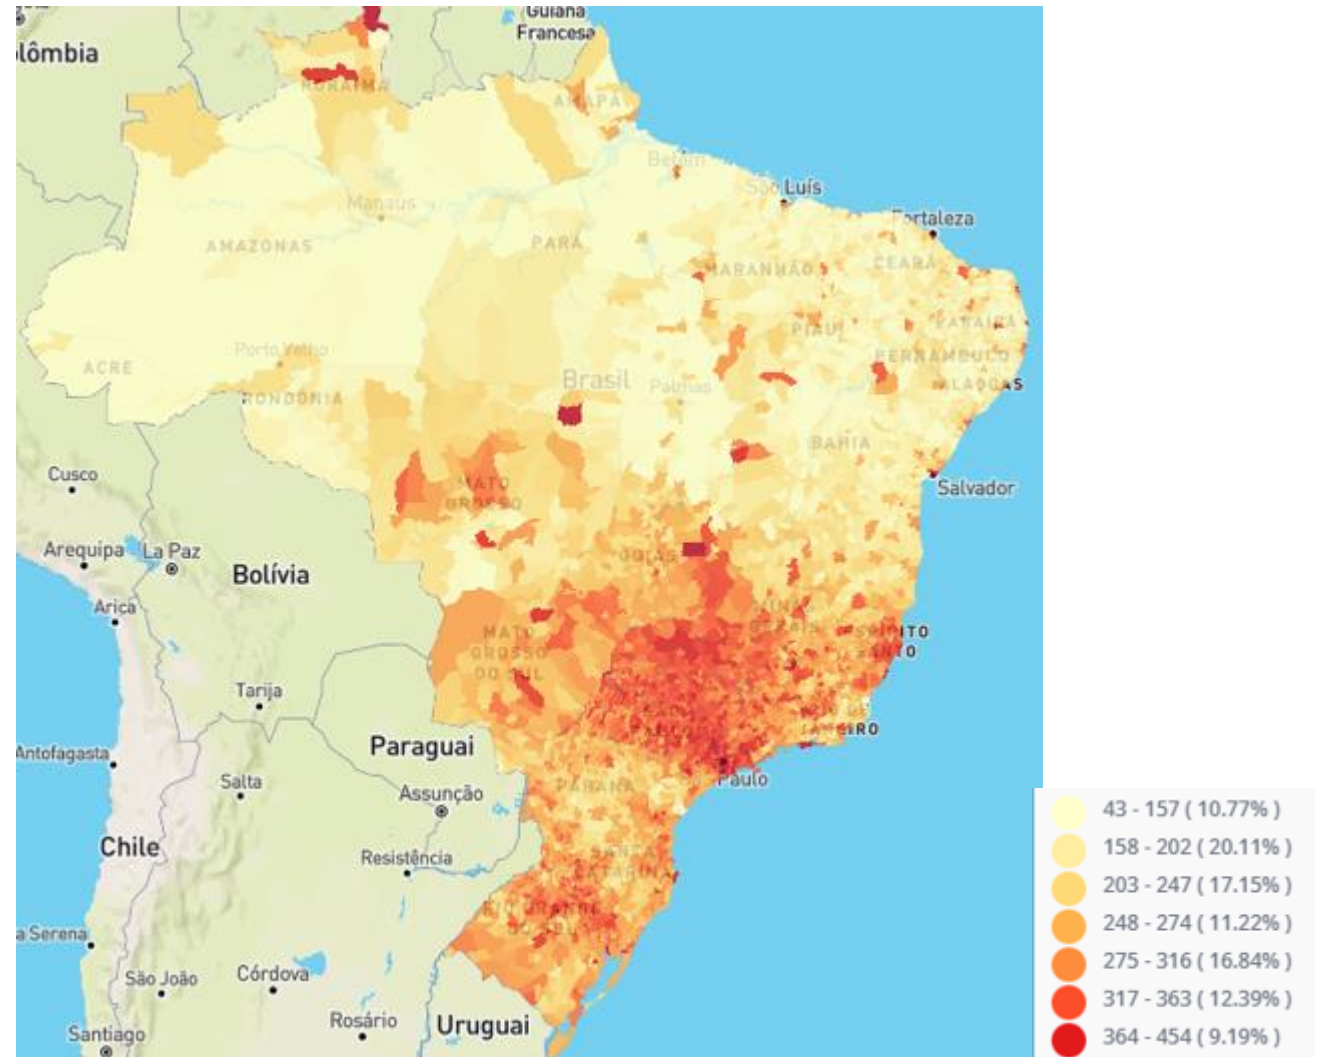 Guiana
Francesa
lômbia
RORAIMA
AMAPÁ
Belém
São Luís
Fortaleza
Manaus
AMAZONAS
PARÁ
MARANHÃO
CEARÁ
PIAUÍ
PARAÍBA
Porto Velho
PERNAMBUCO
ACRE
Brasil
Palmas
ALAGOAS
RONDÔNIA
BAHIA
Cusco
MATO
GROSSO
Salvador
Arequipa
La Paz
GOIÁS
Bolívia
Arica
MINAS
GERAIS
ESPÍRITO
SANTO
MATO
GROSSO
DO SUL
Tarija
RIO DE
JANEIRO
Paraguai
Antofagasta
Paulo
Salta
PARANÁ
Assunção
43 - 157 ( 10.77% )
Chile
158 - 202 ( 20.11% )
Resistência
SANTA
CATARINA
203 - 247 ( 17.15% )
RIO GRANDE
DO SUL
248 - 274 ( 11.22% )
a Serena
275 - 316 ( 16.84% )
São João
Córdova
317 - 363 ( 12.39% )
Rosário
Uruguai
Santiago
364 - 454 ( 9.19% )